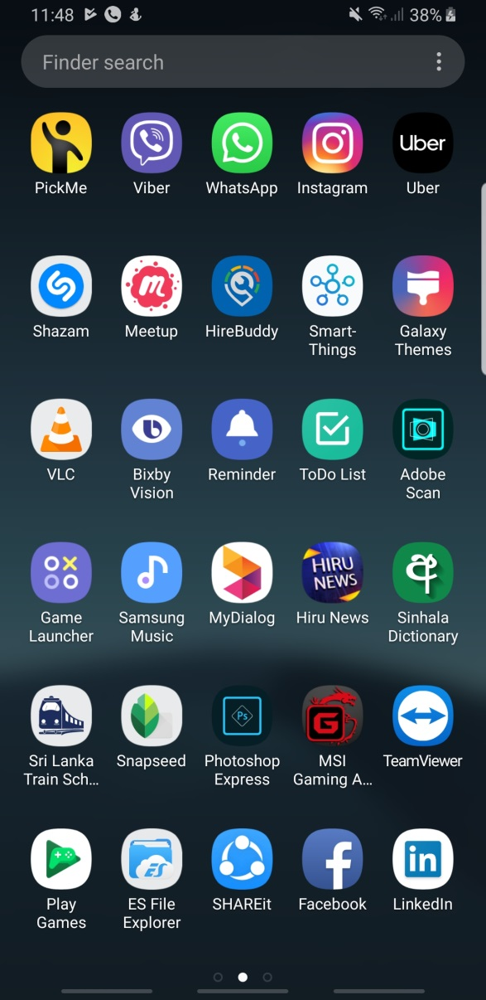 11:48 38%
Finder search
Uber
PickMe Viber WhatsApp Instagram Uber
Shazam Meetup HireBuddy Smart- Galaxy
Things Themes
VLC Bixby Reminder ToDo List Adobe
Vision Scan
HIRU
NEWS
අ
Game Samsung MyDialog Hiru News Sinhala
Launcher Music Dictionary
Ps
G
Sri Lanka Snapseed Photoshop MSI TeamViewer
Train Sch... Express Gaming A...
ES
f
in
Play ES File SHAREit Facebook LinkedIn
Games Explorer